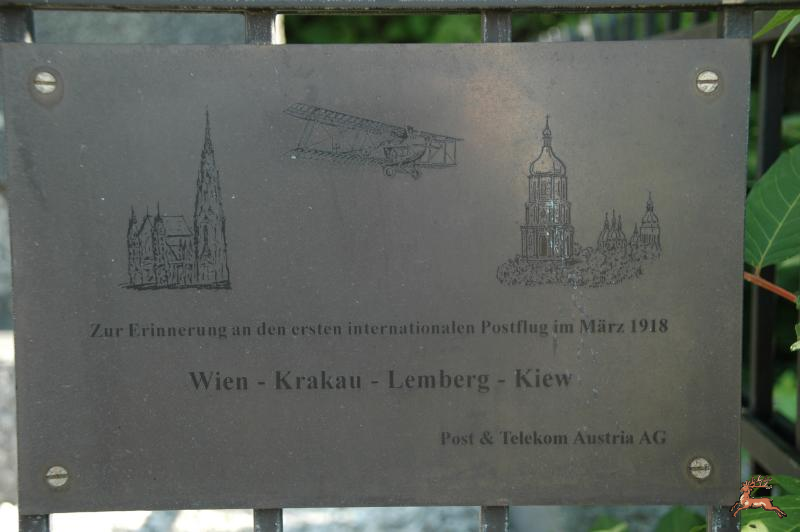 Zur Erinnerung an den ersten internationalen Postflug im März 1918
Wien - Krakau - Lemberg - Kiew
Post & Telekom Austria AG